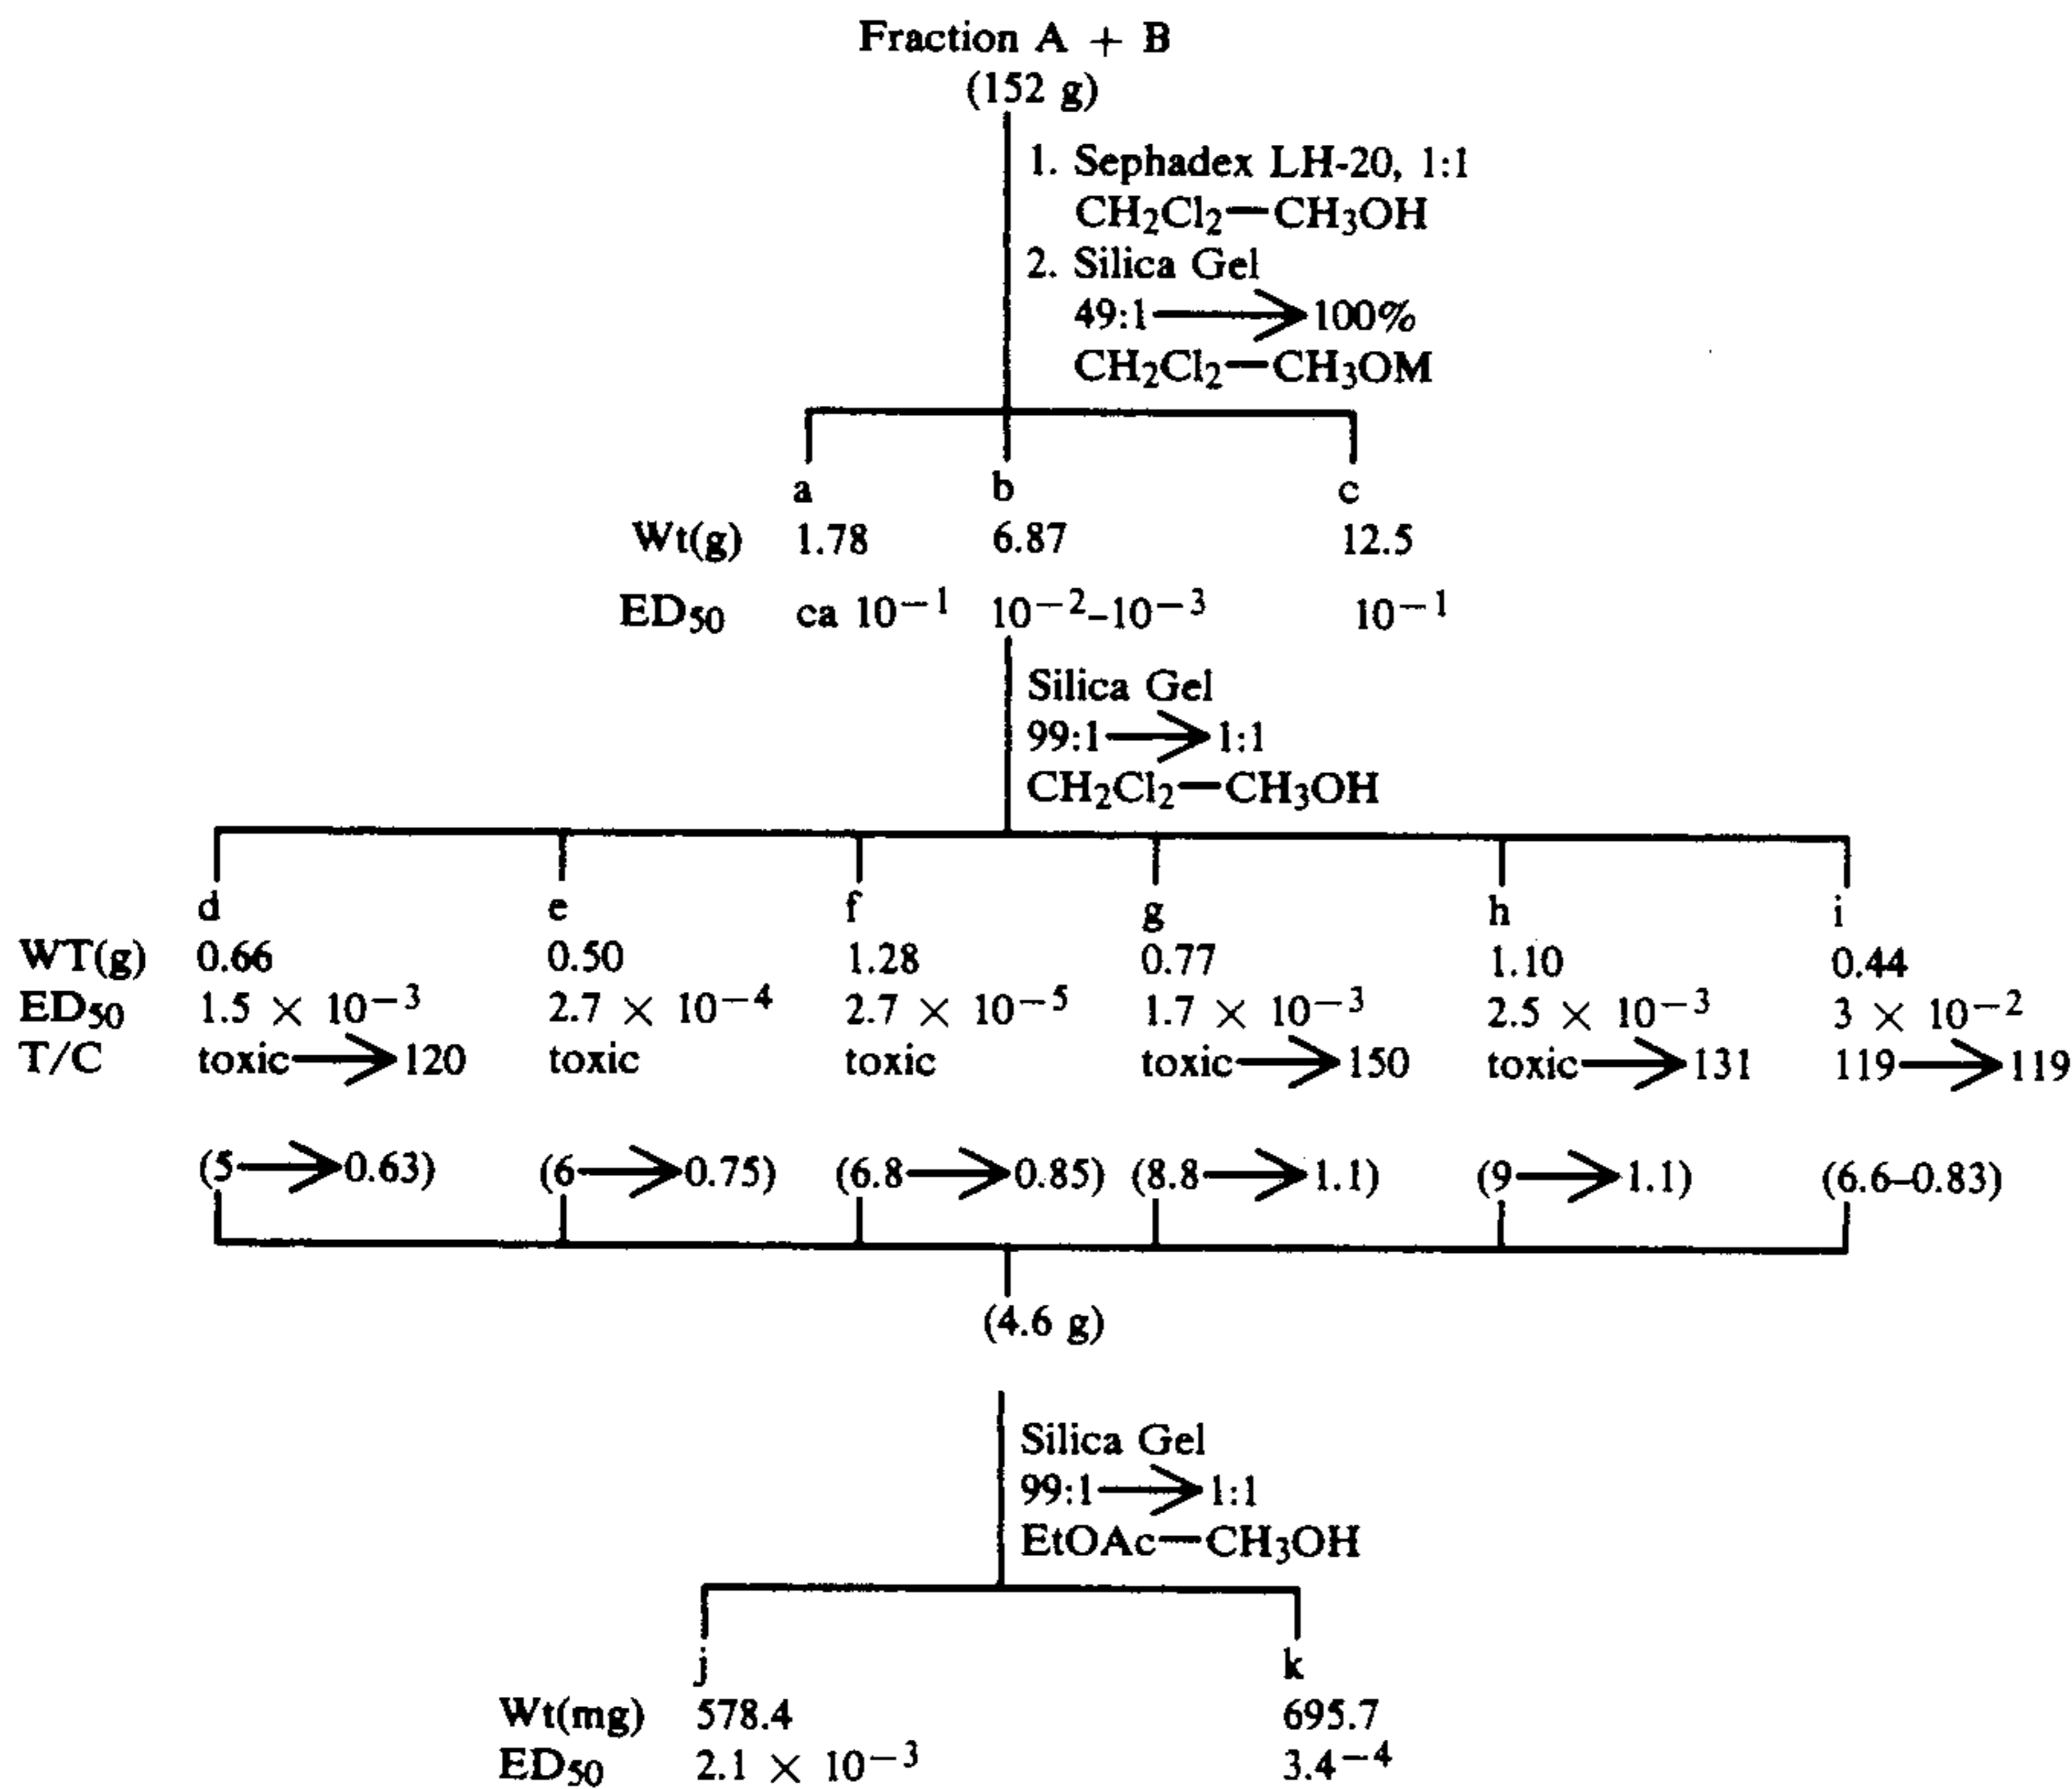 Fraction A + B
(152 g)
1. Sephadex LH-20, 1:1
CH₂Cl₂—CH₃OH
2. Silica Gel
49:1⟶100%
CH₂Cl₂—CH₃OM
a b c
Wt(g) 1.78 6.87 12.5
ED₅₀ ca 10⁻¹ 10⁻²–10⁻³ 10⁻¹
Silica Gel
99:1⟶1:1
CH₂Cl₂—CH₃OH
d e f g h i
WT(g) 0.66 0.50 1.28 0.77 1.10 0.44
ED₅₀ 1.5 × 10⁻³ 2.7 × 10⁻⁴ 2.7 × 10⁻⁵ 1.7 × 10⁻³ 2.5 × 10⁻³ 3 × 10⁻²
T/C toxic⟶120 toxic toxic toxic⟶150 toxic⟶131 119⟶119
(5⟶0.63) (6⟶0.75) (6.8⟶0.85) (8.8⟶1.1) (9⟶1.1) (6.6–0.83)
(4.6 g)
Silica Gel
99:1⟶1:1
EtOAc—CH₃OH
j k
Wt(mg) 578.4 695.7
ED₅₀ 2.1 × 10⁻³ 3.4⁻⁴